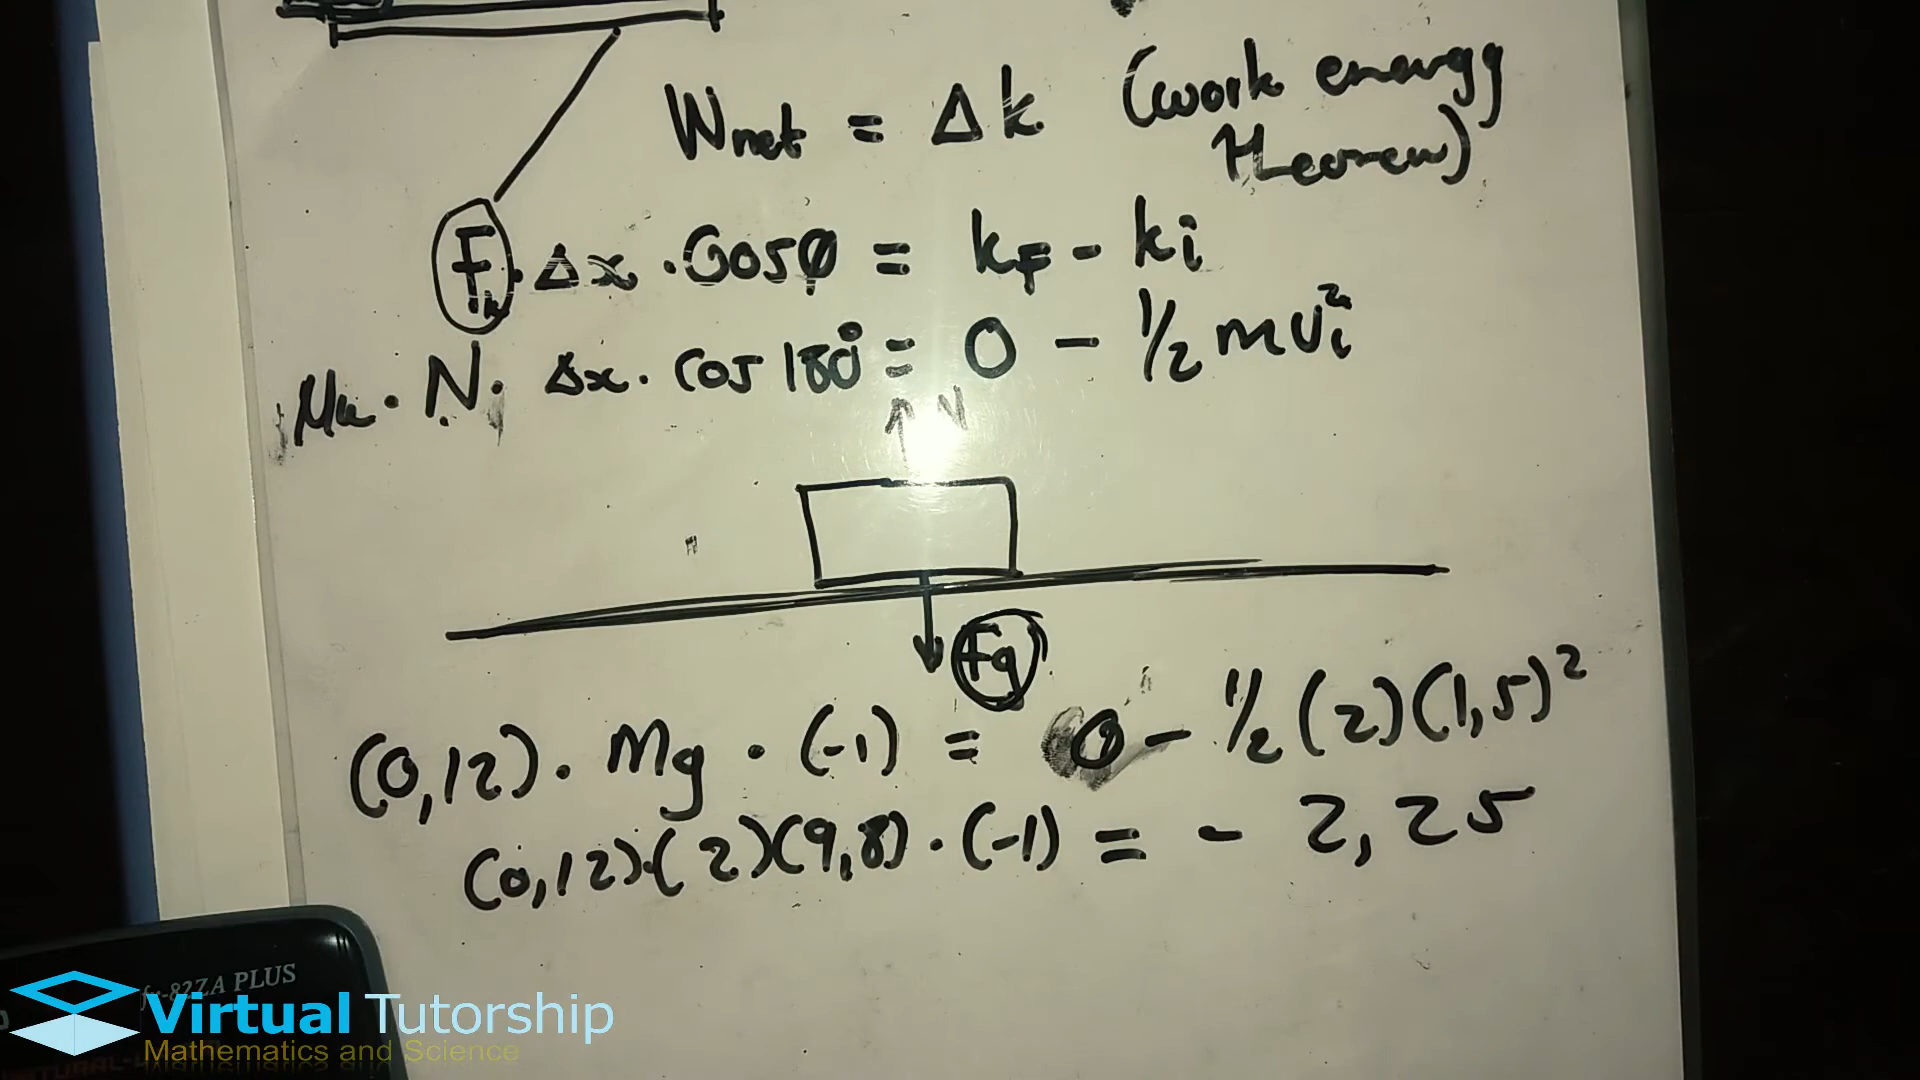 Wnet = Δk (work energy
theorem)
Fk · Δx · Cosφ = kF - ki
μk · N · Δx · cos 180° = 0 - 1/2 mvi²
N
Fg
(0,12) · Mg · (-1) = 0 - 1/2 (2)(1,5)²
(0,12)·(2)(9,8) · (-1) = - 2,25
fx-82ZA PLUS
Virtual Tutorship
Mathematics and Science